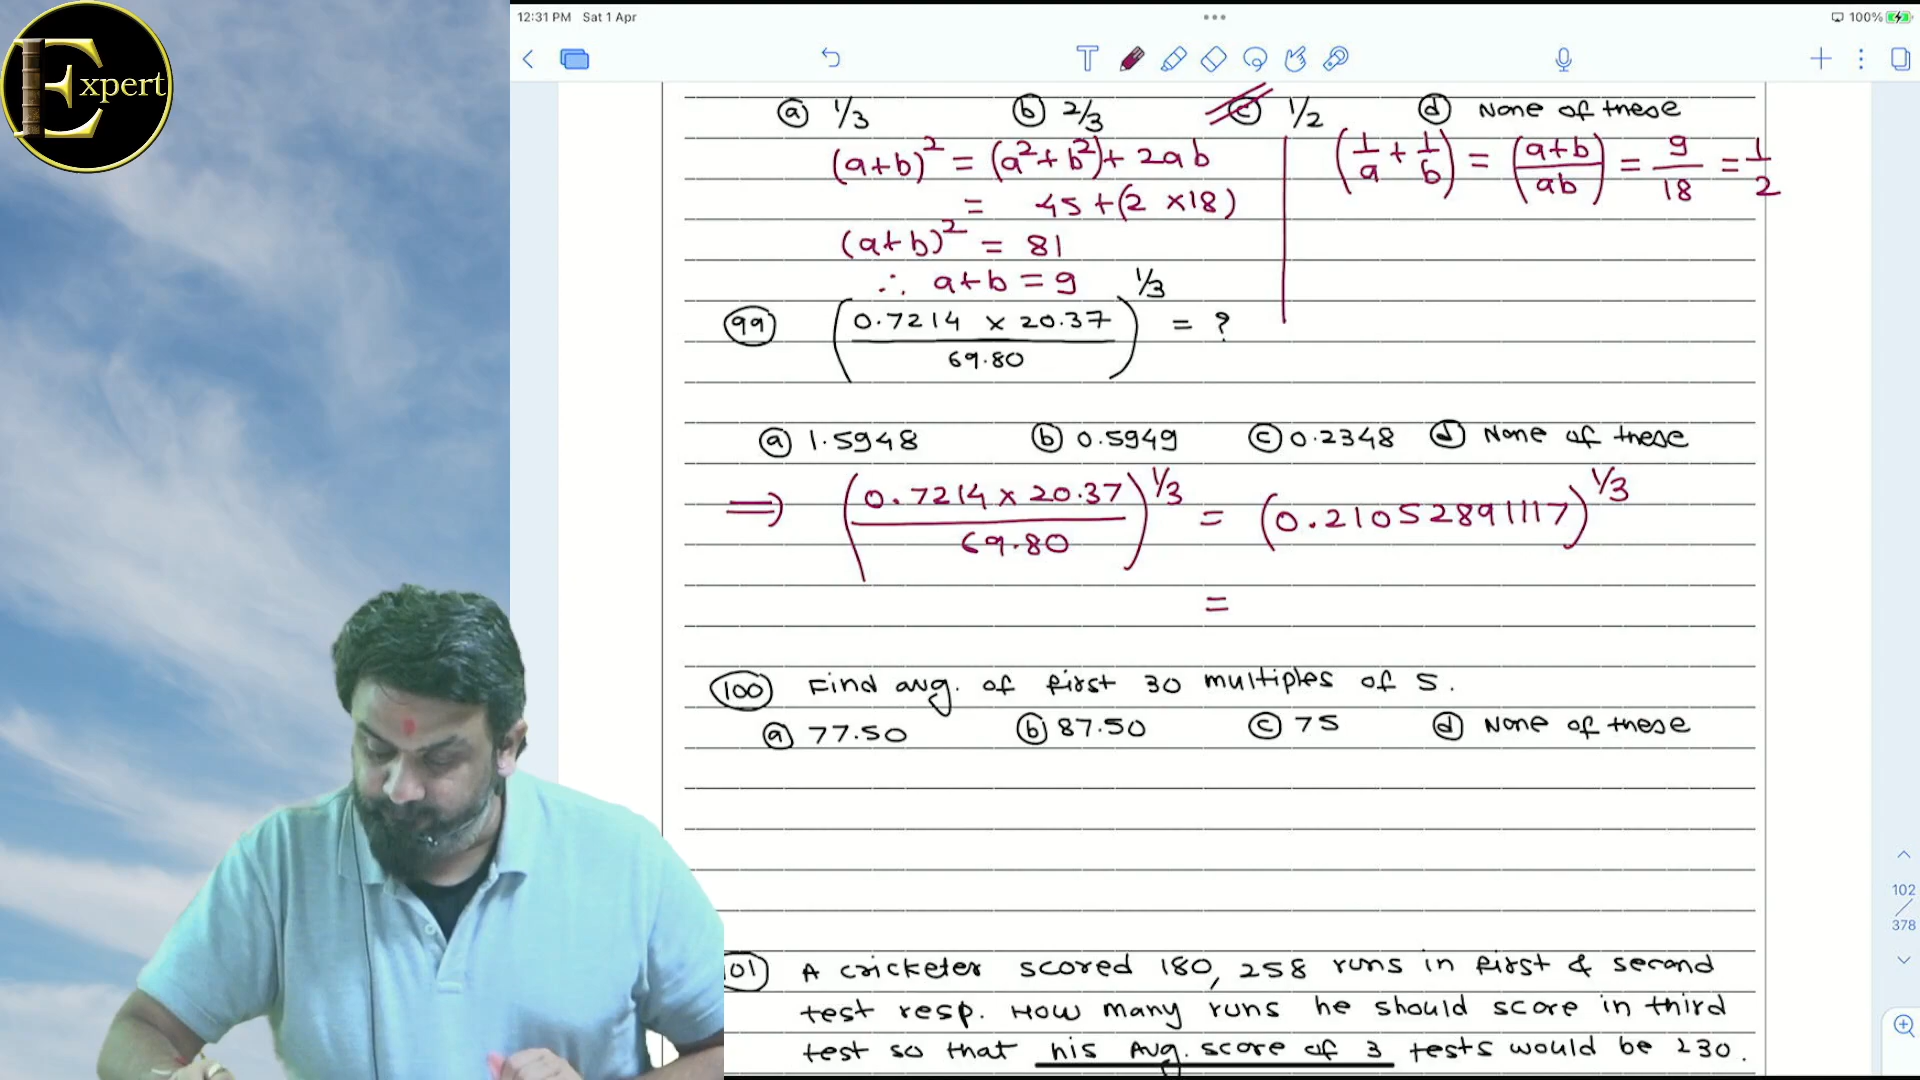 Expert
12:31 PM Sat 1 Apr
100%
T
ⓐ 1/3 ⓑ 2/3 ⓒ 1/2 ⓓ None of these
(a+b)² = (a²+b²)+2ab
= 45+(2×18)
(a+b)² = 81
∴ a+b = 9
(1/a + 1/b) = (a+b/ab) = 9/18 = 1/2
99 (0.7214 × 20.37 / 69.80)^1/3 = ?
ⓐ 1.5948 ⓑ 0.5949 ⓒ 0.2348 ⓓ None of these
⇒ (0.7214 × 20.37 / 69.80)^1/3 = (0.21052891117)^1/3
=
100 Find avg. of first 30 multiples of 5.
ⓐ 77.50 ⓑ 87.50 ⓒ 75 ⓓ None of these
101 A cricketer scored 180, 258 runs in first & second
test resp. How many runs he should score in third
test so that his Avg. score of 3 tests would be 230.
102
/
378